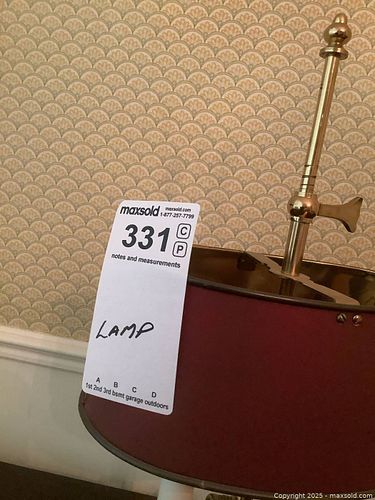 maxsold maxsold.com
1-877-257-7799
331 C
P
notes and measurements
LAMP
A B C D
1st 2nd 3rd bsmt garage outdoors
Copyright 2025 - maxsold.com